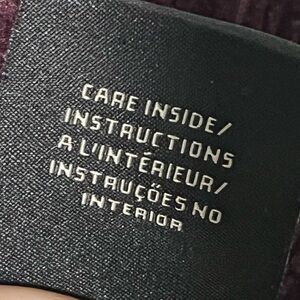 CARE INSIDE/
INSTRUCTIONS
A L'INTÉRIEUR/
INSTRUÇÕES NO
INTERIOR